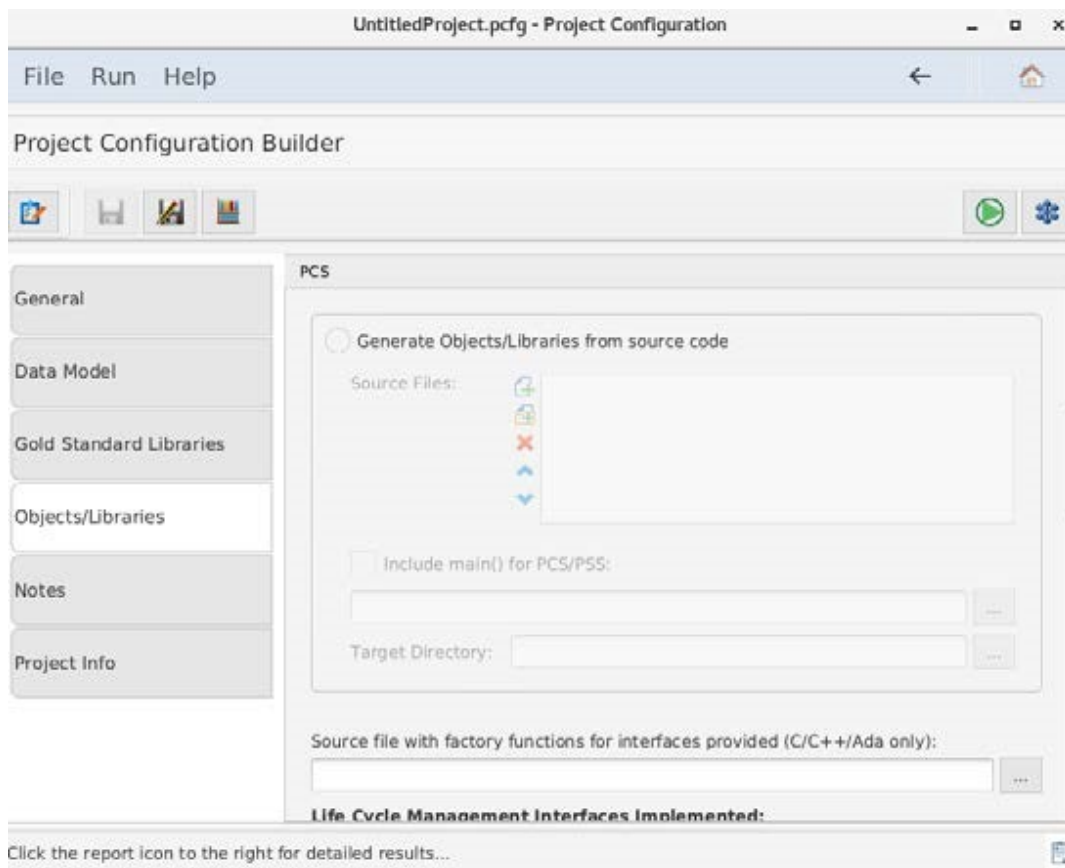 UntitledProject.pcfg - Project Configuration
File Run Help
Project Configuration Builder
General
Data Model
Gold Standard Libraries
Objects/Libraries
Notes
Project Info
PCS
Generate Objects/Libraries from source code
Source Files:
Include main() for PCS/PSS:
...
Target Directory:
...
Source file with factory functions for interfaces provided (C/C++/Ada only):
...
Life Cycle Management Interfaces Implemented:
Click the report icon to the right for detailed results...